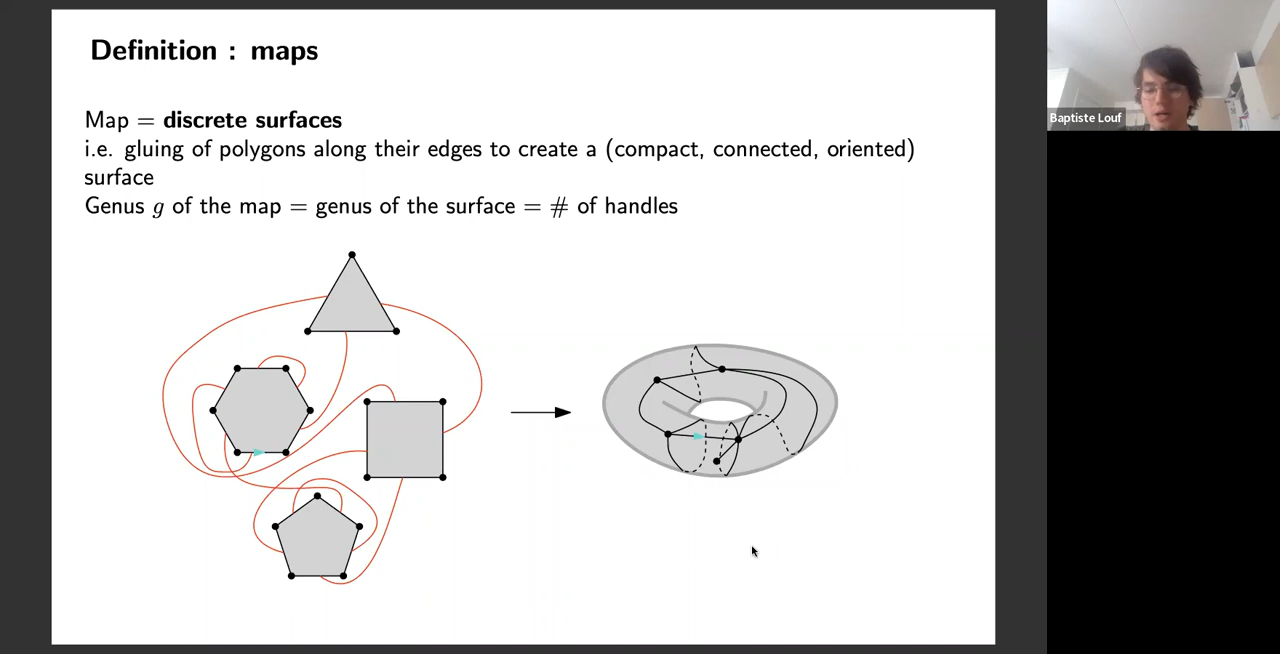 Definition : maps
Map = discrete surfaces
i.e. gluing of polygons along their edges to create a (compact, connected, oriented)
surface
Genus g of the map = genus of the surface = # of handles
Baptiste Louf